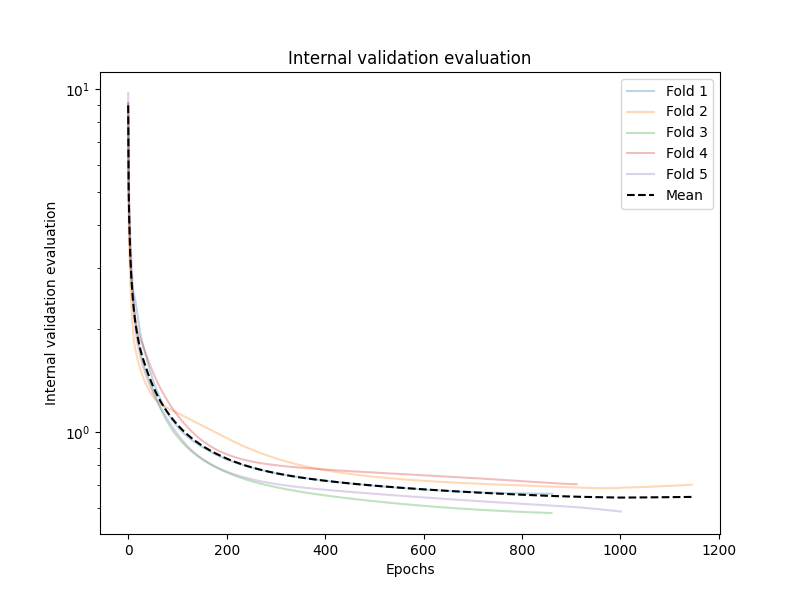 Internal validation evaluation
10¹
10⁰
Internal validation evaluation
Fold 1
Fold 2
Fold 3
Fold 4
Fold 5
Mean
0 200 400 600 800 1000 1200
Epochs